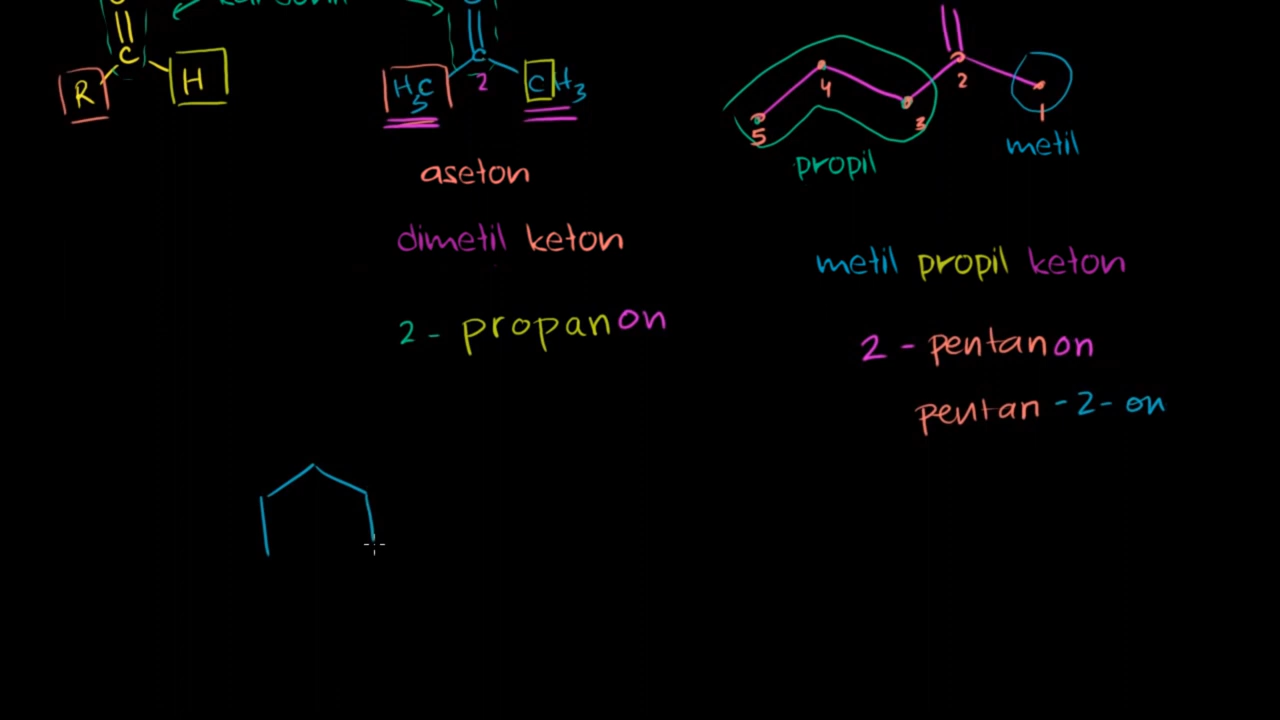 C
R
H
C
H₃C
2
CH₃
aseton
dimetil keton
2 - propanon
5
4
3
2
1
propil
metil
metil propil keton
2 - pentanon
pentan - 2 - on